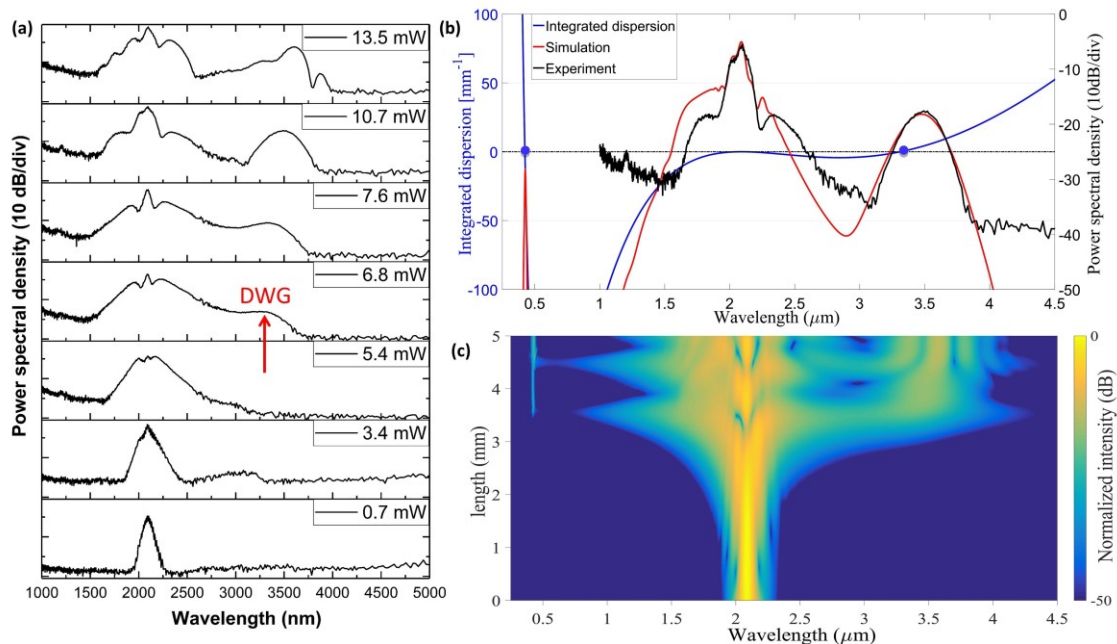 (a)
13.5 mW
10.7 mW
7.6 mW
6.8 mW
DWG
5.4 mW
3.4 mW
0.7 mW
Power spectral density (10 dB/div)
1000 1500 2000 2500 3000 3500 4000 4500 5000
Wavelength (nm)
(b)
Integrated dispersion
Simulation
Experiment
100
50
0
-50
-100
Integrated dispersion [mm⁻¹]
0
-10
-20
-30
-40
-50
Power spectral density (10dB/div)
0.5 1 1.5 2 2.5 3 3.5 4 4.5
Wavelength (μm)
(c)
5
4
3
2
1
0
length (mm)
0.5 1 1.5 2 2.5 3 3.5 4 4.5
Wavelength (μm)
0
-50
Normalized intensity (dB)